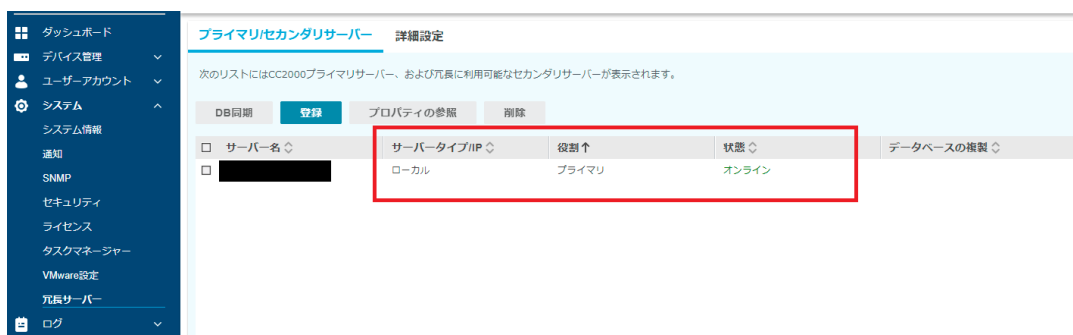 ダッシュボード
デバイス管理
ユーザーアカウント
システム
システム情報
通知
SNMP
セキュリティ
ライセンス
タスクマネージャー
VMware設定
冗長サーバー
ログ
プライマリ/セカンダリサーバー 詳細設定
次のリストにはCC2000プライマリサーバー、および冗長に利用可能なセカンダリサーバーが表示されます。
DB同期 登録 プロパティの参照 削除
サーバー名 サーバータイプ/IP 役割↑ 状態 データベースの複製
ローカル プライマリ オンライン